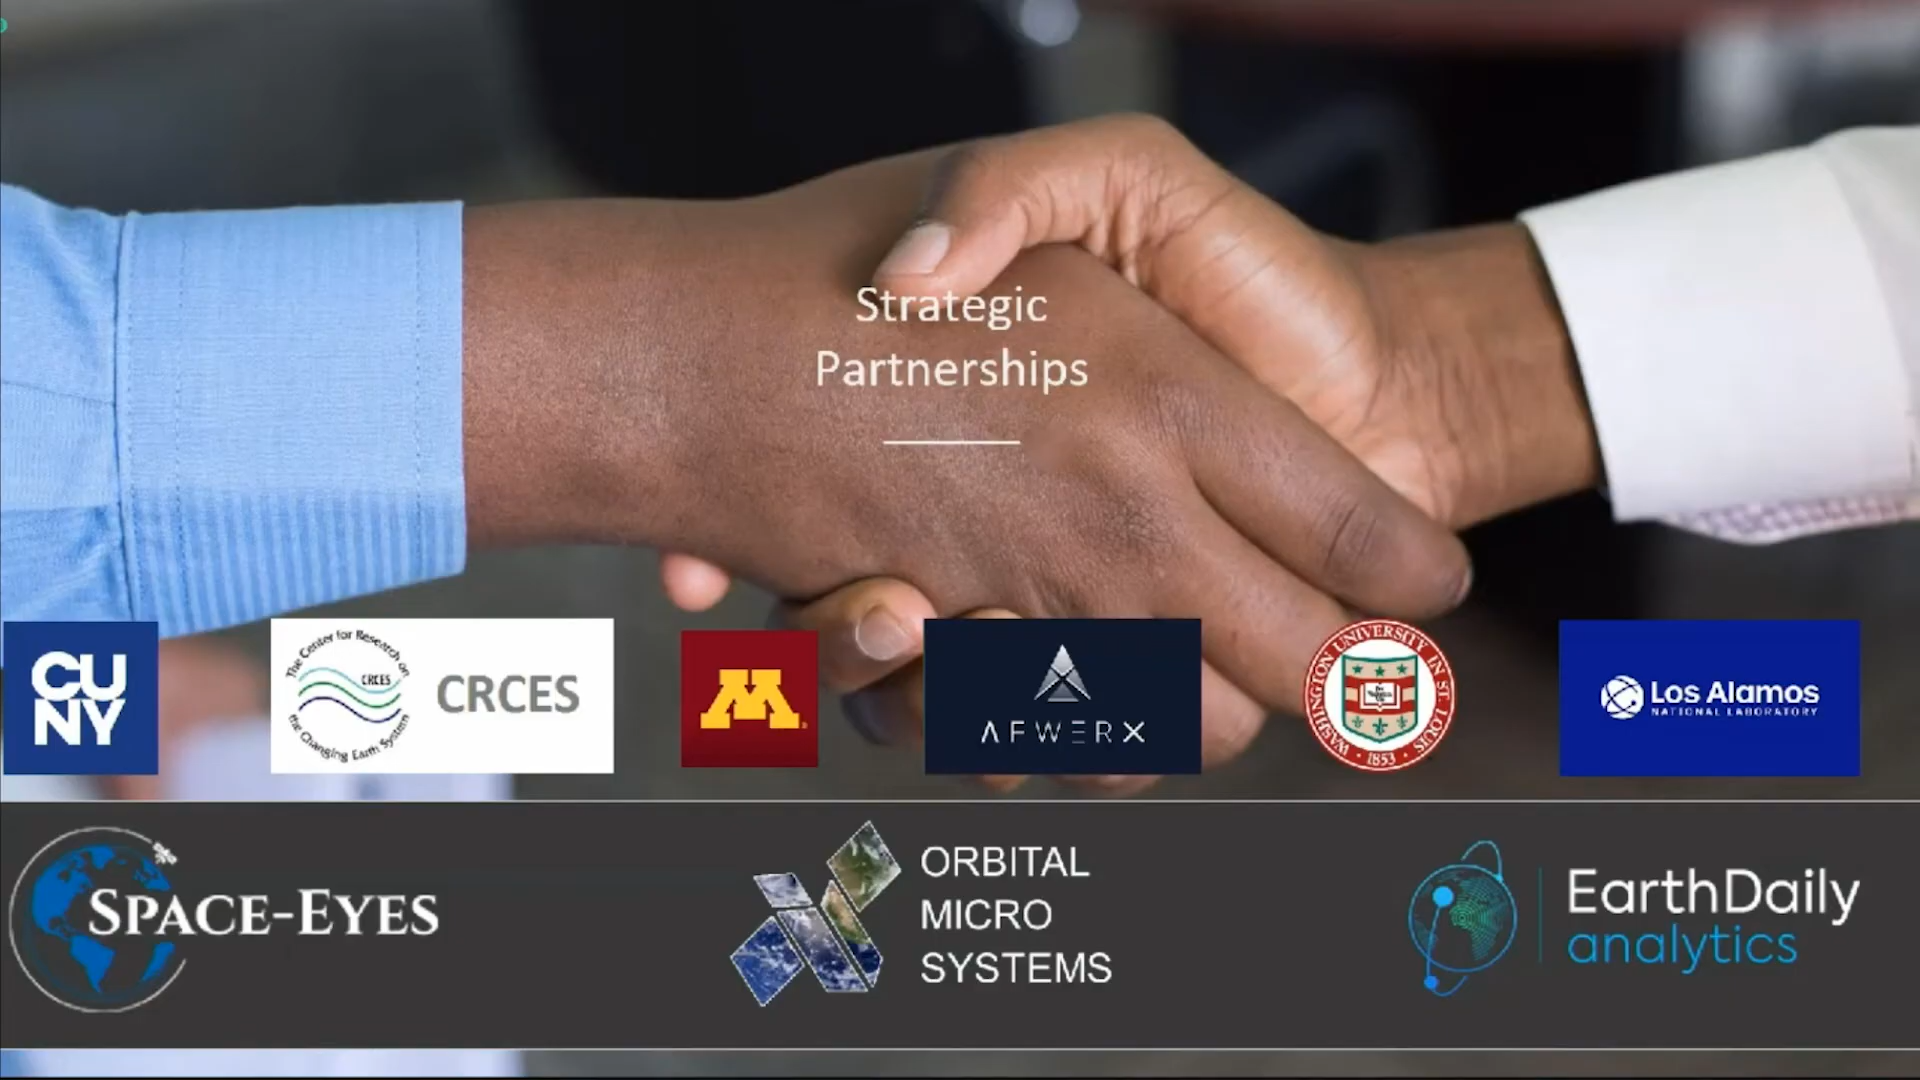 Strategic
Partnerships
CU
NY
The Center for Research on
the Changing Earth System
CRCES
CRCES
M
AFWERX
WASHINGTON UNIVERSITY IN ST. LOUIS
1853
Los Alamos
NATIONAL LABORATORY
SPACE-EYES
ORBITAL
MICRO
SYSTEMS
EarthDaily
analytics